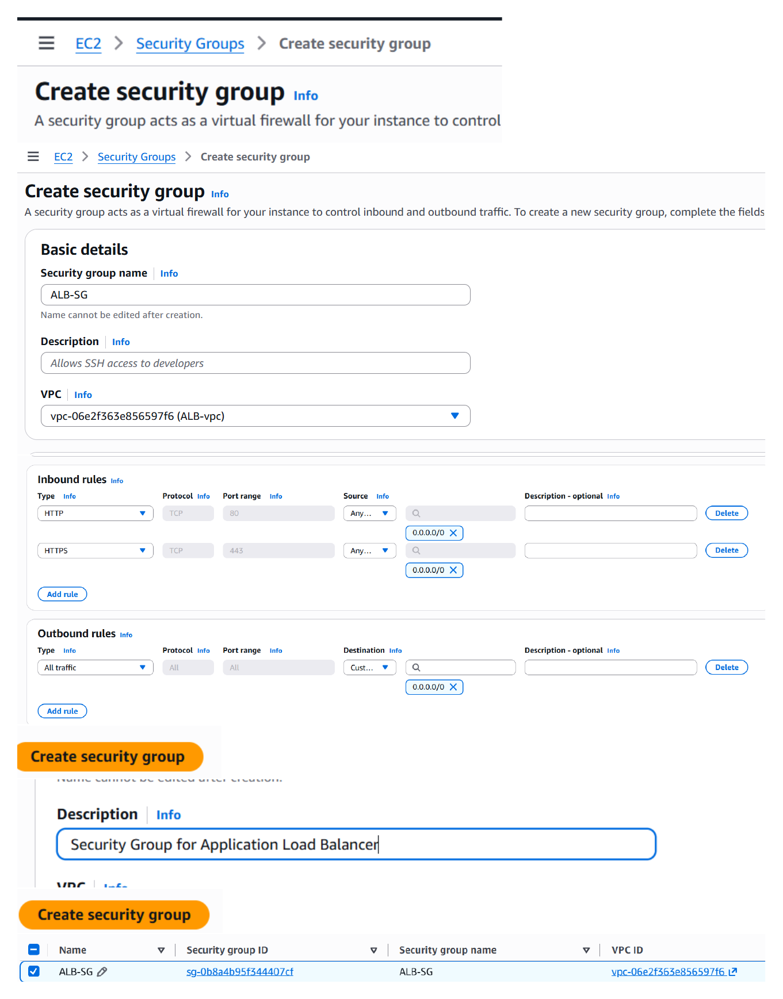 EC2 > Security Groups > Create security group
Create security group Info
A security group acts as a virtual firewall for your instance to control
EC2 > Security Groups > Create security group
Create security group Info
A security group acts as a virtual firewall for your instance to control inbound and outbound traffic. To create a new security group, complete the fields
Basic details
Security group name Info
ALB-SG
Name cannot be edited after creation.
Description Info
Allows SSH access to developers
VPC Info
vpc-06e2f363e856597f6 (ALB-vpc)
Inbound rules Info
Type Info Protocol Info Port range Info Source Info Description - optional Info
HTTP TCP 80 Any... Delete
0.0.0.0/0
HTTPS TCP 443 Any... Delete
0.0.0.0/0
Add rule
Outbound rules Info
Type Info Protocol Info Port range Info Destination Info Description - optional Info
All traffic All All Cust... Delete
0.0.0.0/0
Add rule
Create security group
Name cannot be edited after creation.
Description Info
Security Group for Application Load Balancer
VPC Info
Create security group
Name Security group ID Security group name VPC ID
ALB-SG sg-0b8a4b95f344407cf ALB-SG vpc-06e2f363e856597f6